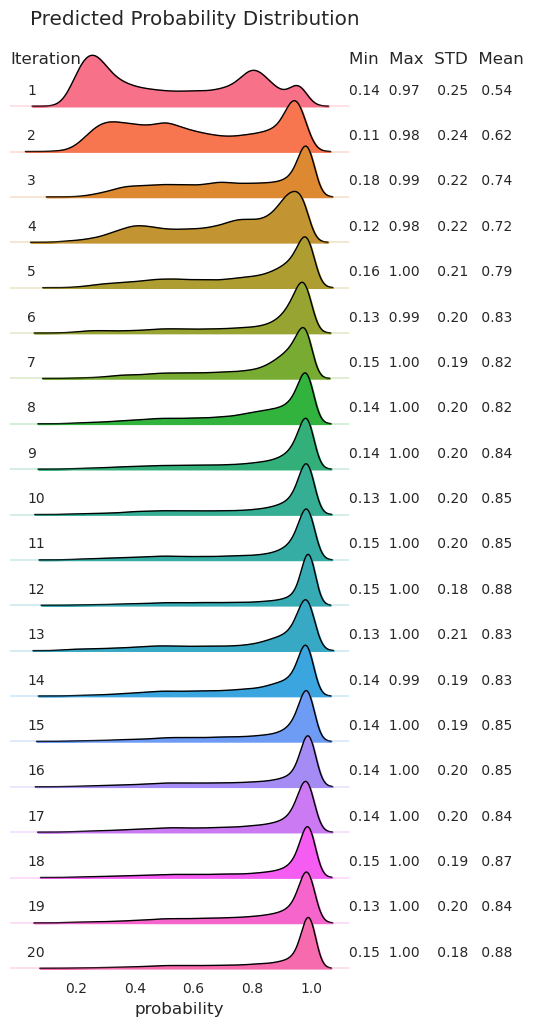 Predicted Probability Distribution
Iteration Min Max STD Mean
1 0.14 0.97 0.25 0.54
2 0.11 0.98 0.24 0.62
3 0.18 0.99 0.22 0.74
4 0.12 0.98 0.22 0.72
5 0.16 1.00 0.21 0.79
6 0.13 0.99 0.20 0.83
7 0.15 1.00 0.19 0.82
8 0.14 1.00 0.20 0.82
9 0.14 1.00 0.20 0.84
10 0.13 1.00 0.20 0.85
11 0.15 1.00 0.20 0.85
12 0.15 1.00 0.18 0.88
13 0.13 1.00 0.21 0.83
14 0.14 0.99 0.19 0.83
15 0.14 1.00 0.19 0.85
16 0.14 1.00 0.20 0.85
17 0.14 1.00 0.20 0.84
18 0.15 1.00 0.19 0.87
19 0.13 1.00 0.20 0.84
20 0.15 1.00 0.18 0.88
0.2 0.4 0.6 0.8 1.0
probability